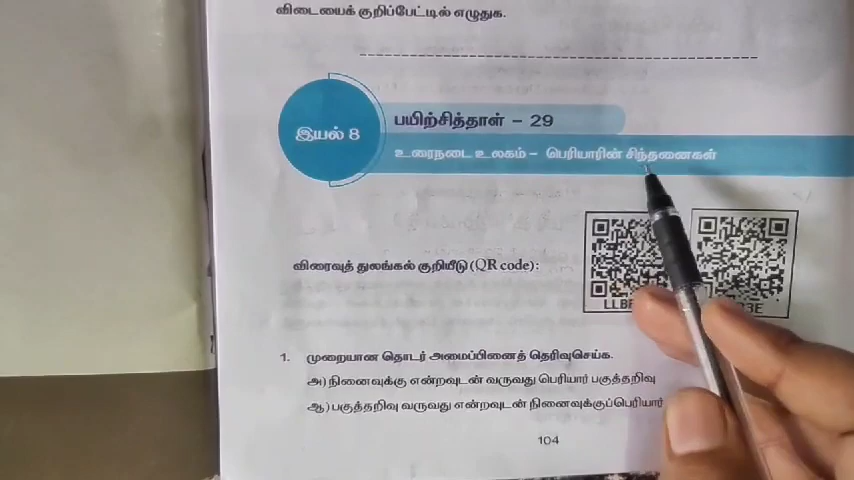 விடையைக் குறிப்பேட்டில் எழுதுக.
இயல் 8
பயிற்சித்தாள் – 29
உரைநடை உலகம் – பெரியாரின் சிந்தனைகள்
விரைவுத் துலங்கல் குறியீடு (QR code):
1. முறையான தொடர் அமைப்பினைத் தெரிவுசெய்க.
அ) நினைவுக்கு என்றவுடன் வருவது பெரியார் பகுத்தறிவு
ஆ) பகுத்தறிவு வருவது என்றவுடன் நினைவுக்குப்பெரியார்
104